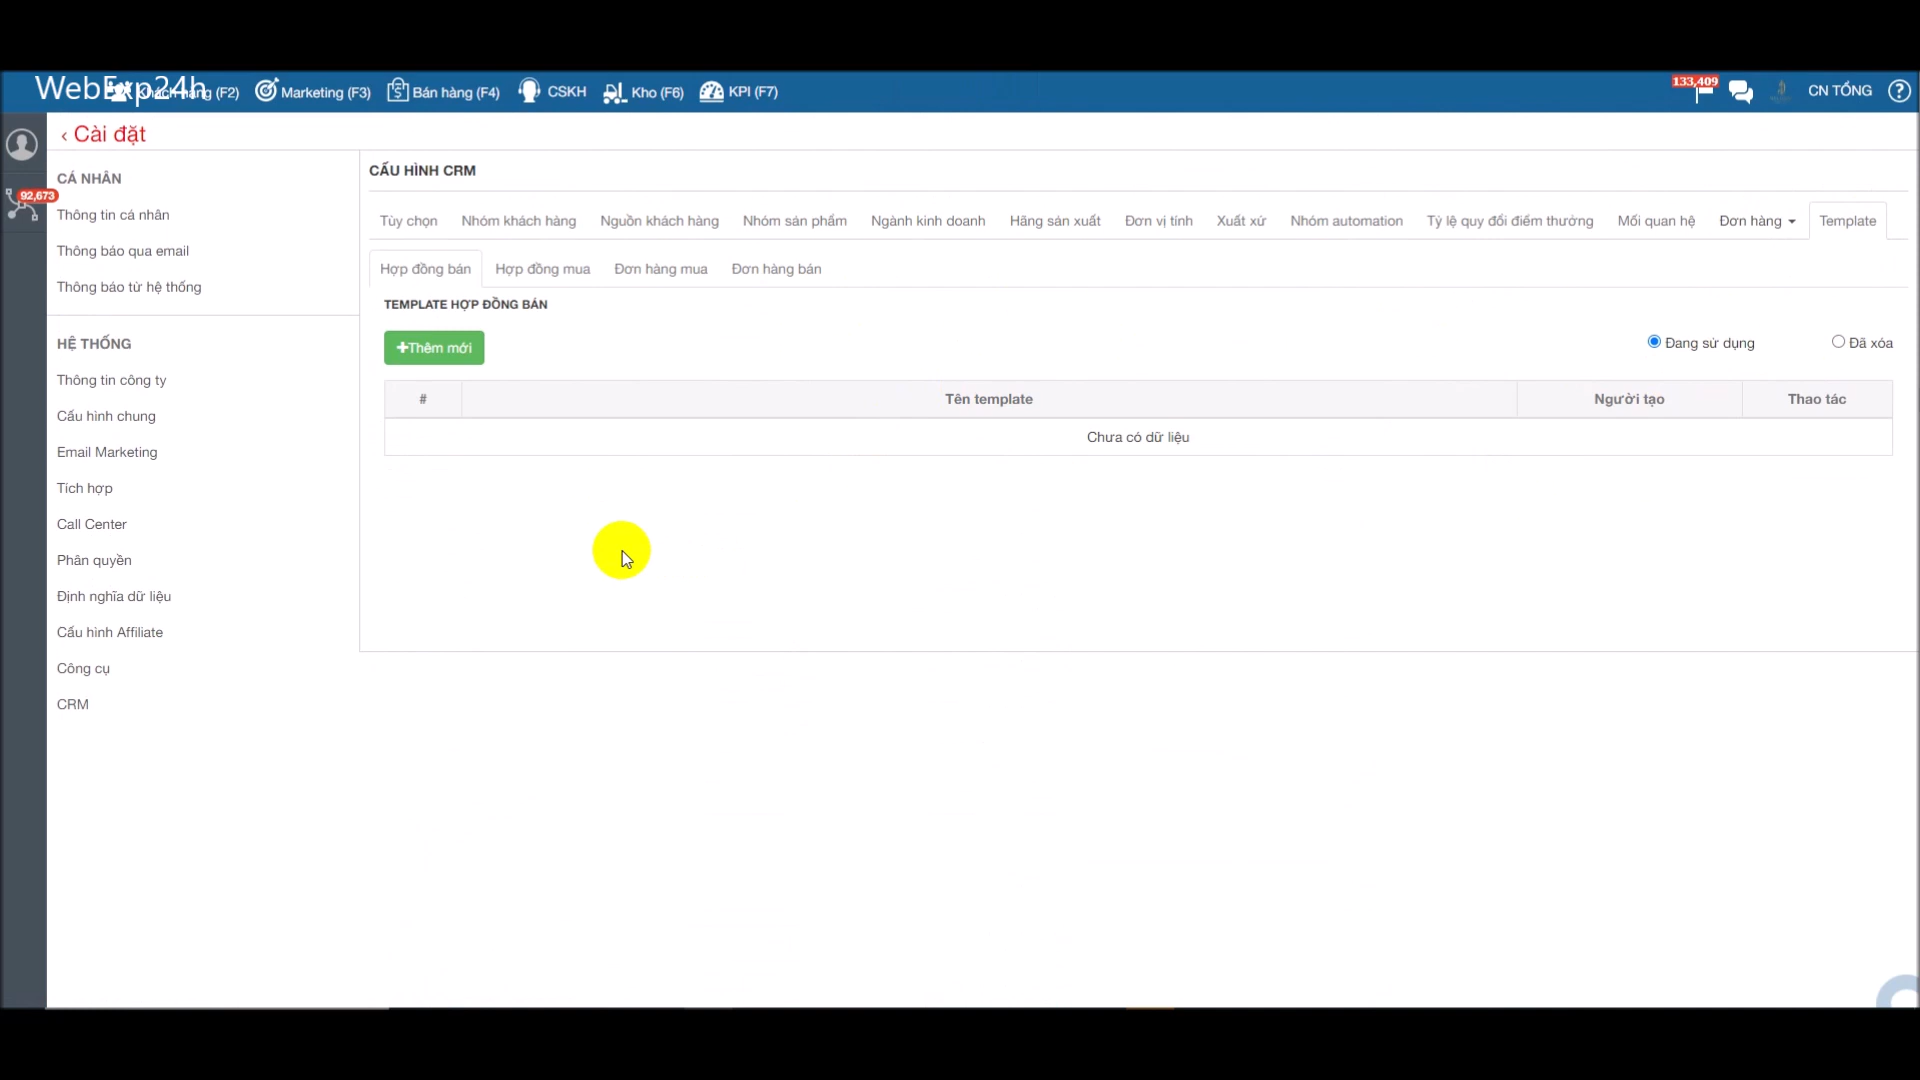 WebExp24h
Khách hàng (F2) Marketing (F3) Bán hàng (F4) CSKH Kho (F6) KPI (F7) 133,409 CN TỔNG
‹ Cài đặt
CÁ NHÂN
92,673
Thông tin cá nhân
Thông báo qua email
Thông báo từ hệ thống
HỆ THỐNG
Thông tin công ty
Cấu hình chung
Email Marketing
Tích hợp
Call Center
Phân quyền
Định nghĩa dữ liệu
Cấu hình Affiliate
Công cụ
CRM
CẤU HÌNH CRM
Tùy chọn Nhóm khách hàng Nguồn khách hàng Nhóm sản phẩm Ngành kinh doanh Hãng sản xuất Đơn vị tính Xuất xứ Nhóm automation Tỷ lệ quy đổi điểm thưởng Mối quan hệ Đơn hàng Template
Hợp đồng bán Hợp đồng mua Đơn hàng mua Đơn hàng bán
TEMPLATE HỢP ĐỒNG BÁN
+Thêm mới Đang sử dụng Đã xóa
# Tên template Người tạo Thao tác
Chưa có dữ liệu